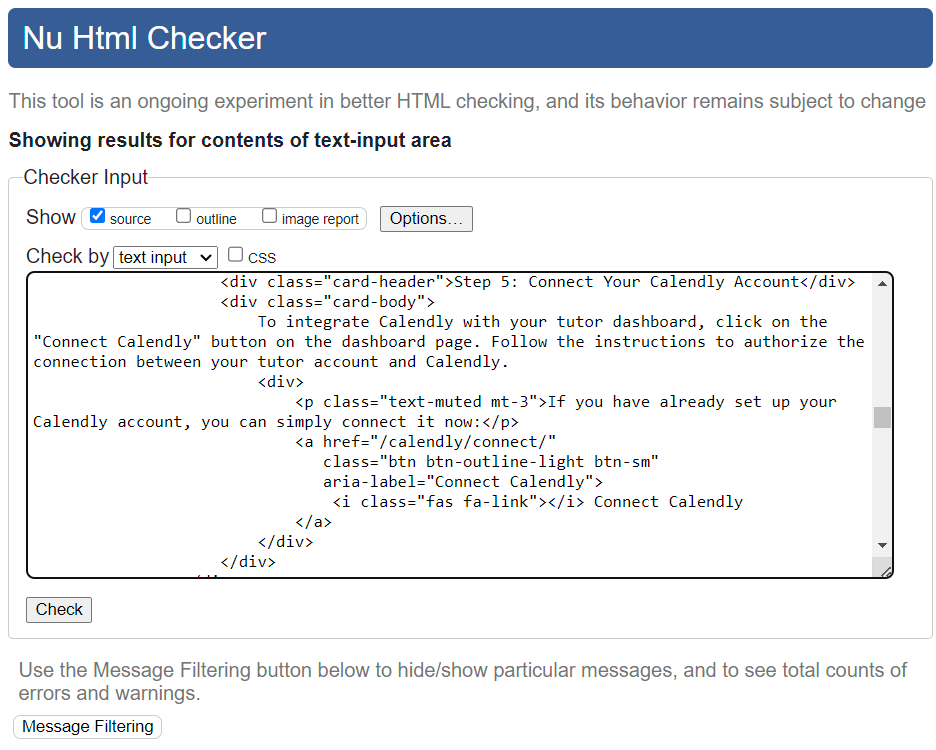 Nu Html Checker
This tool is an ongoing experiment in better HTML checking, and its behavior remains subject to change
Showing results for contents of text-input area
Checker Input
Show source outline image report Options…
Check by text input CSS
<div class="card-header">Step 5: Connect Your Calendly Account</div>
<div class="card-body">
To integrate Calendly with your tutor dashboard, click on the
"Connect Calendly" button on the dashboard page. Follow the instructions to authorize the
connection between your tutor account and Calendly.
<div>
<p class="text-muted mt-3">If you have already set up your
Calendly account, you can simply connect it now:</p>
<a href="/calendly/connect/"
class="btn btn-outline-light btn-sm"
aria-label="Connect Calendly">
<i class="fas fa-link"></i> Connect Calendly
</a>
</div>
</div>
Check
Use the Message Filtering button below to hide/show particular messages, and to see total counts of
errors and warnings.
Message Filtering